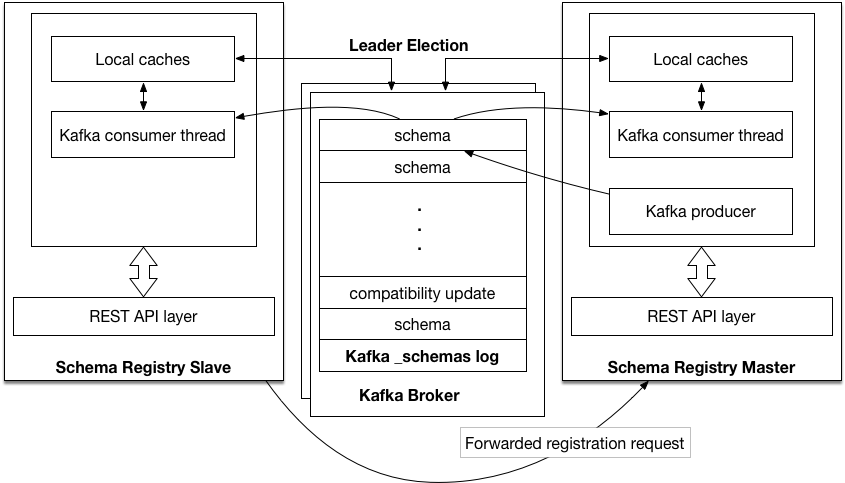 Local caches
Kafka consumer thread
REST API layer
Schema Registry Slave
Leader Election
schema
schema
.
.
.
compatibility update
schema
Kafka _schemas log
Kafka Broker
Local caches
Kafka consumer thread
Kafka producer
REST API layer
Schema Registry Master
Forwarded registration request